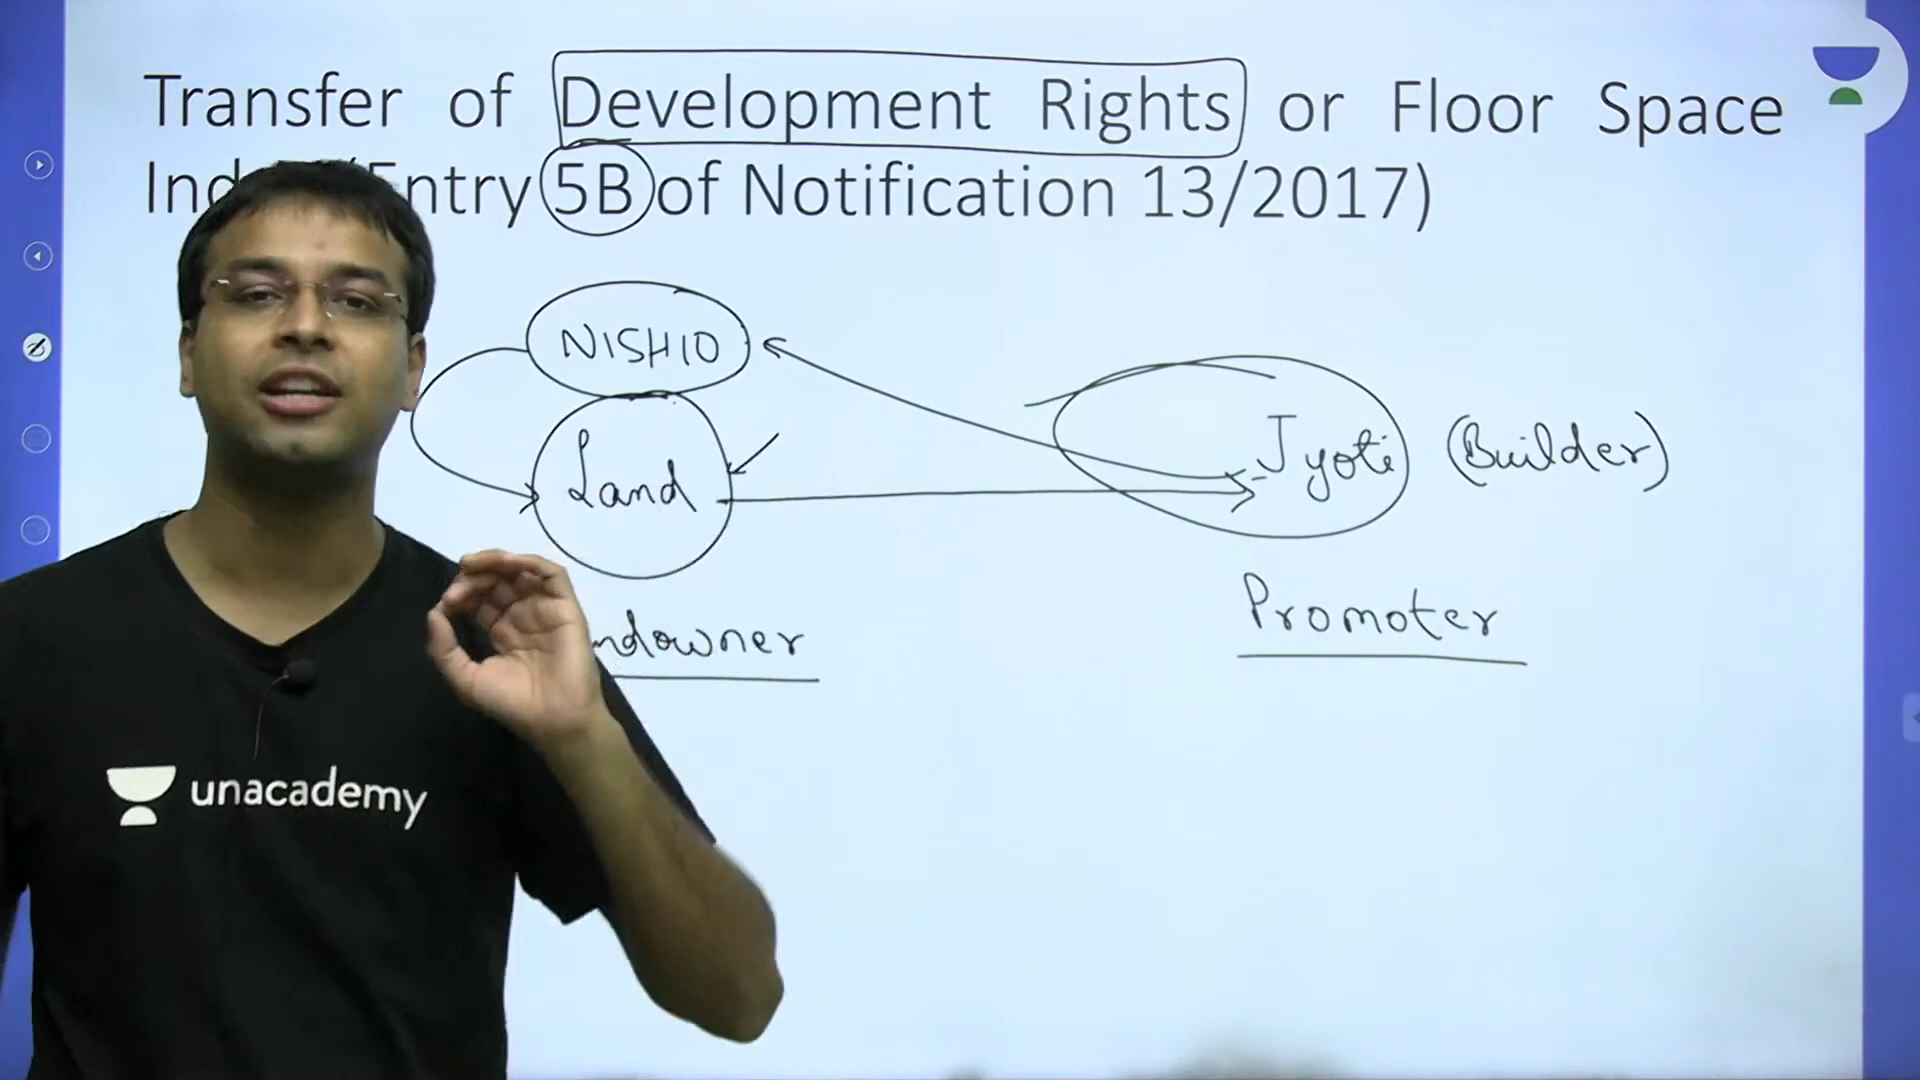 Transfer of Development Rights or Floor Space
Entry 5B of Notification 13/2017)
NISHIO
Land
Jyoti (Builder)
Promoter
unacademy